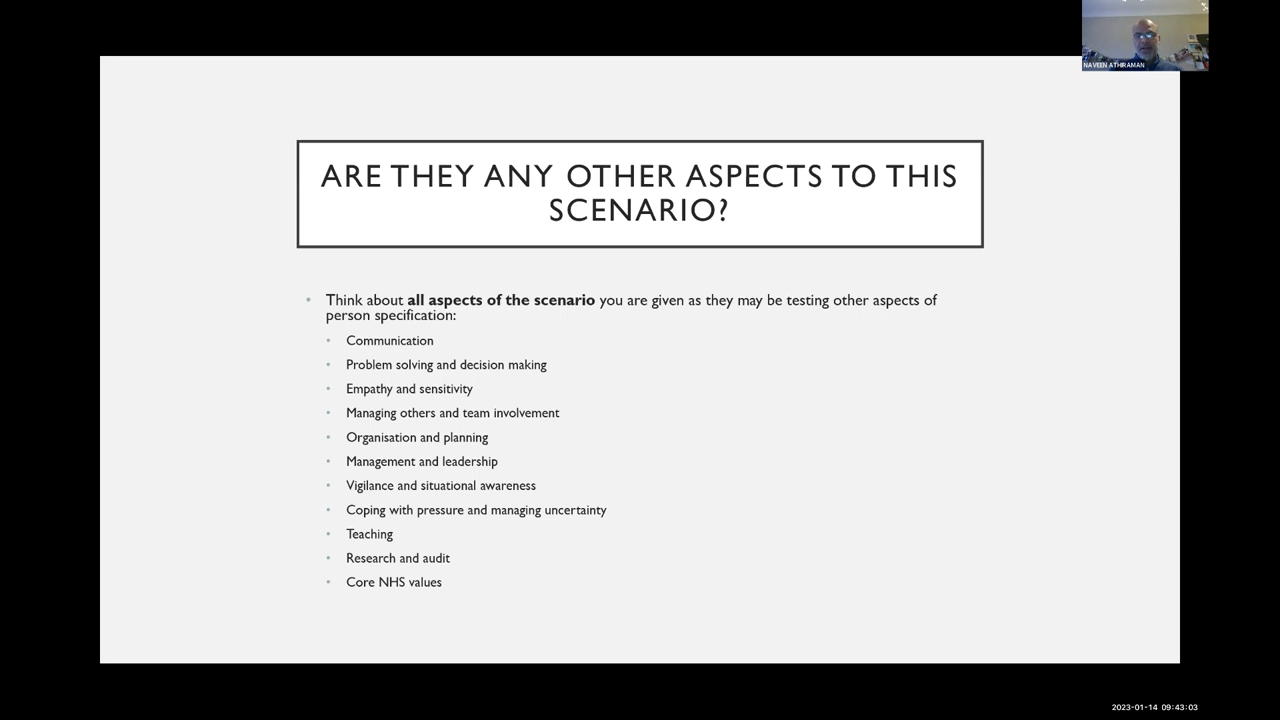 NAVEEN ATHIRAMAN
ARE THEY ANY OTHER ASPECTS TO THIS
SCENARIO?
• Think about all aspects of the scenario you are given as they may be testing other aspects of
person specification:
• Communication
• Problem solving and decision making
• Empathy and sensitivity
• Managing others and team involvement
• Organisation and planning
• Management and leadership
• Vigilance and situational awareness
• Coping with pressure and managing uncertainty
• Teaching
• Research and audit
• Core NHS values
2023-01-14 09:43:03